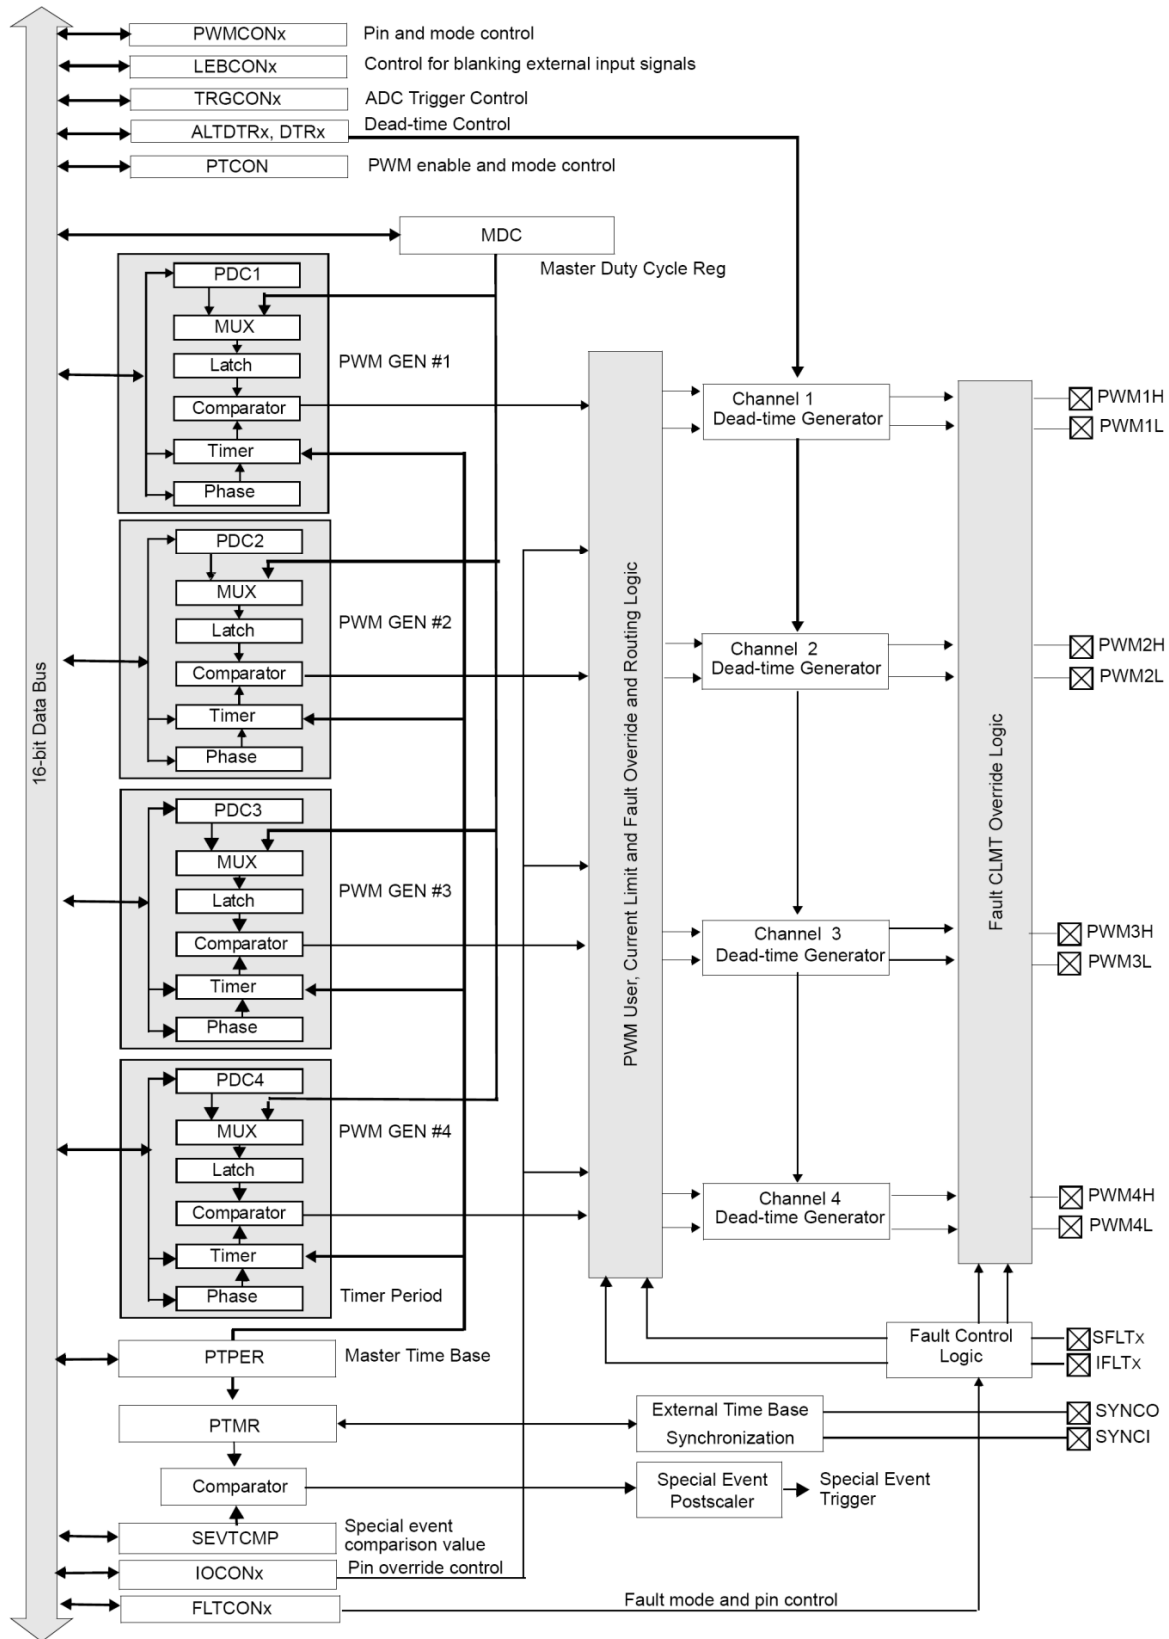 PWMCONx Pin and mode control
LEBCONx Control for blanking external input signals
TRGCONx ADC Trigger Control
ALTDTRx, DTRx Dead-time Control
PTCON PWM enable and mode control
MDC
Master Duty Cycle Reg
16-bit Data Bus
PDC1
MUX
Latch
Comparator
Timer
Phase
PWM GEN #1
PDC2
MUX
Latch
Comparator
Timer
Phase
PWM GEN #2
PDC3
MUX
Latch
Comparator
Timer
Phase
PWM GEN #3
PDC4
MUX
Latch
Comparator
Timer
Phase
PWM GEN #4
Timer Period
PWM User, Current Limit and Fault Override and Routing Logic
Channel 1
Dead-time Generator
Channel 2
Dead-time Generator
Channel 3
Dead-time Generator
Channel 4
Dead-time Generator
Fault CLMT Override Logic
PWM1H
PWM1L
PWM2H
PWM2L
PWM3H
PWM3L
PWM4H
PWM4L
PTPER Master Time Base
Fault Control
Logic
SFLTx
IFLTx
PTMR
External Time Base
Synchronization
SYNCO
SYNCI
Comparator
Special Event
Postscaler
Special Event
Trigger
SEVTCMP
Special event
comparison value
IOCONx Pin override control
FLTCONx Fault mode and pin control